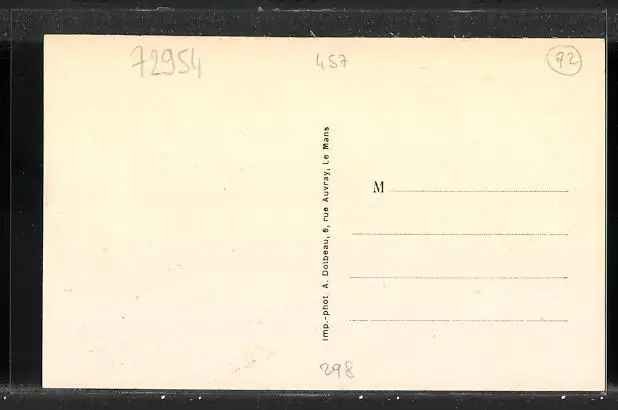 72954
457
72
Imp.-phot. A. Dolbeau, 6, rue Auvray, Le Mans
M
298